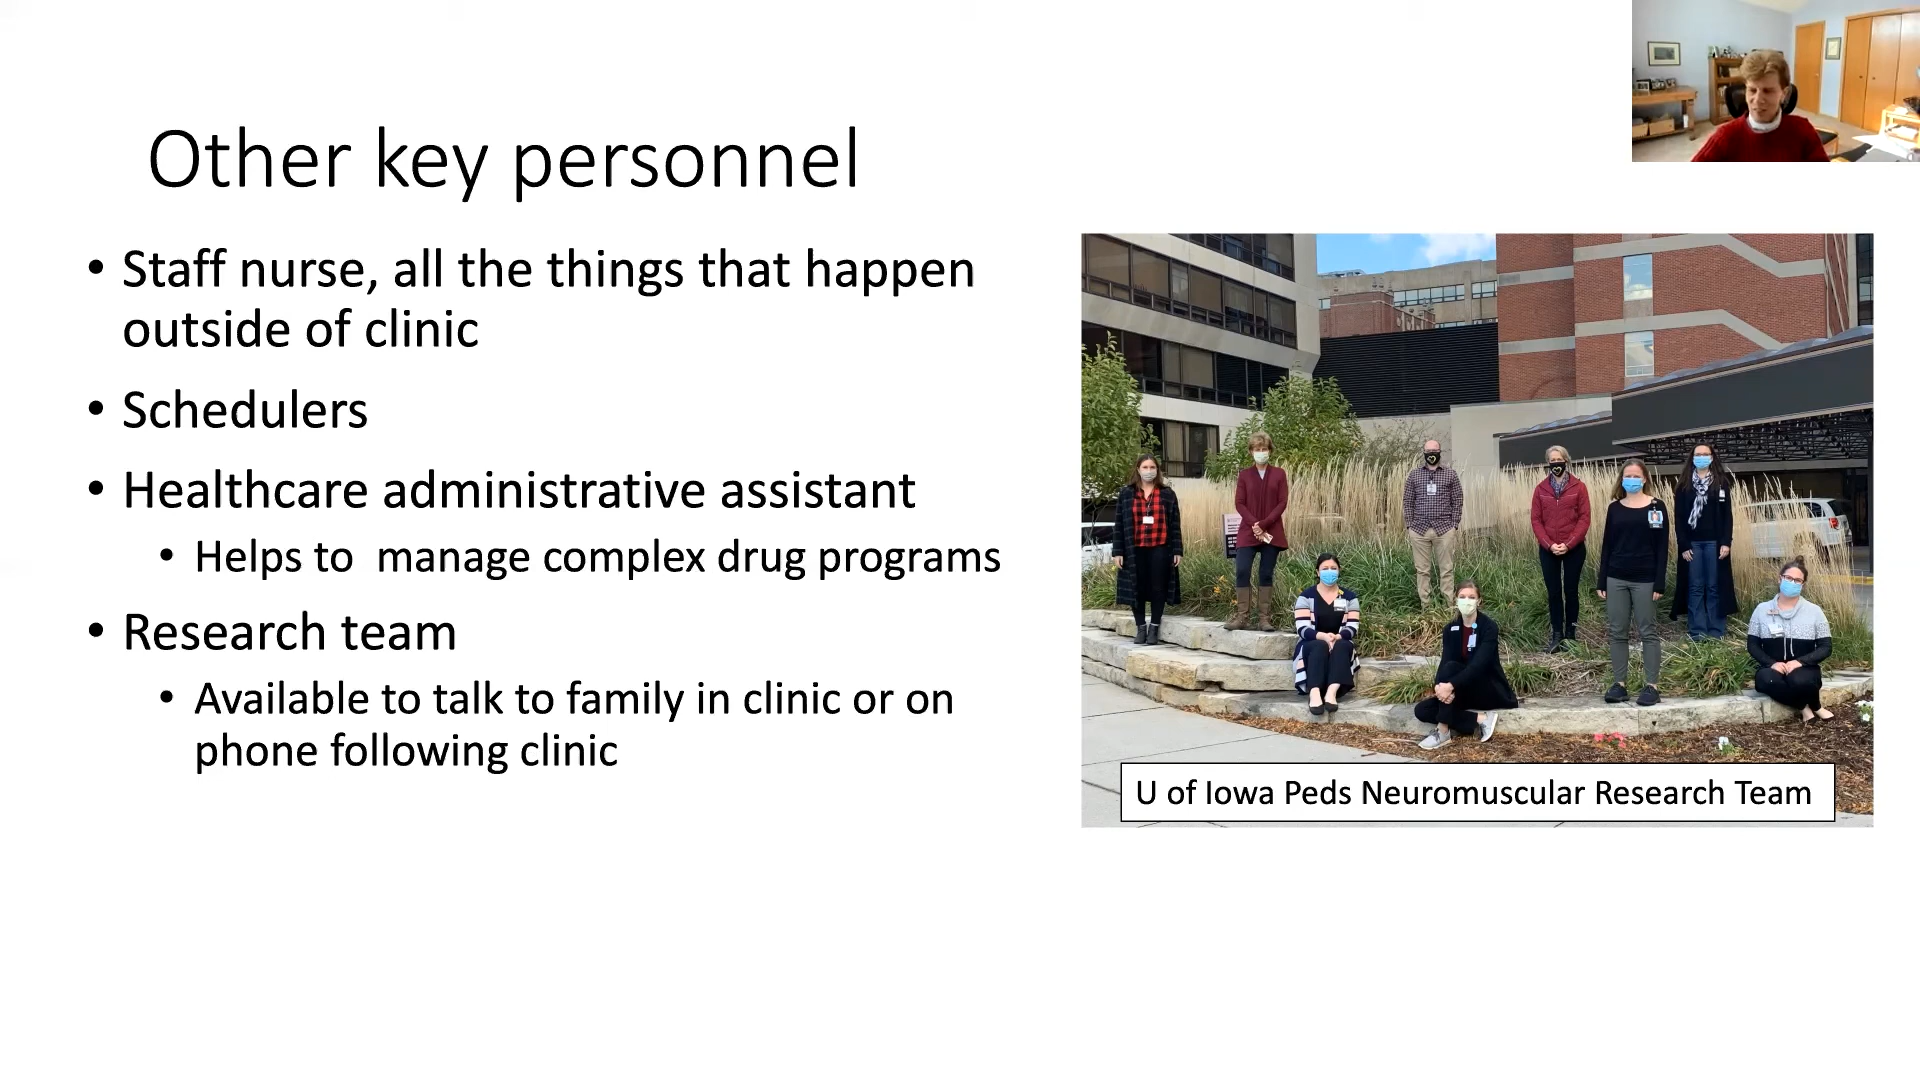 Other key personnel
• Staff nurse, all the things that happen
outside of clinic
• Schedulers
• Healthcare administrative assistant
• Helps to  manage complex drug programs
• Research team
• Available to talk to family in clinic or on
phone following clinic
U of Iowa Peds Neuromuscular Research Team